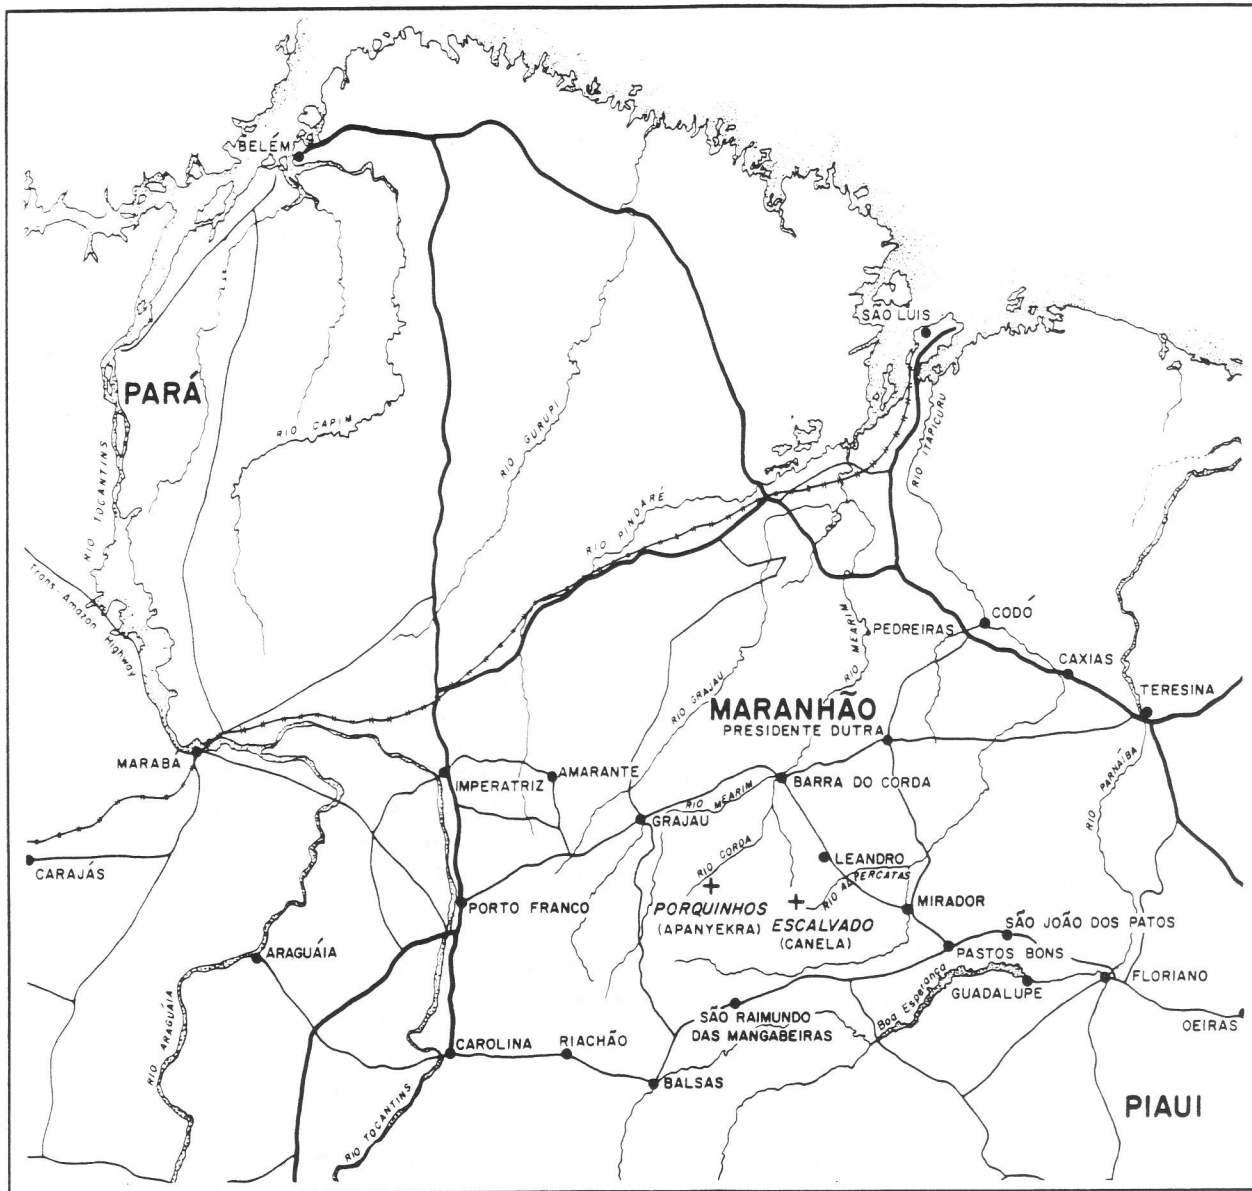 BELÉM
SÃO LUIS
PARÁ
RIO CAPIM
RIO GURUPI
RIO ITAPICURU
RIO TOCANTINS
RIO PINDARÉ
Trans-Amazon Highway
RIO MEARIM
PEDREIRAS
CODÓ
CAXIAS
TERESINA
RIO GRAJAU
MARANHÃO
PRESIDENTE DUTRA
RIO PARNAÍBA
MARABÁ
IMPERATRIZ
AMARANTE
BARRA DO CORDA
RIO MEARIM
GRAJAU
CARAJÁS
RIO CORDA
LEANDRO
RIO ALPERCATAS
PORTO FRANCO
PORQUINHOS
(APANYEKRA)
ESCALVADO
(CANELA)
MIRADOR
SÃO JOÃO DOS PATOS
PASTOS BONS
ARAGUÁIA
RIO ARAGUÁIA
Boa Esperança
GUADALUPE
FLORIANO
OEIRAS
SÃO RAIMUNDO
DAS MANGABEIRAS
CAROLINA
RIACHÃO
BALSAS
RIO TOCANTINS
PIAUI